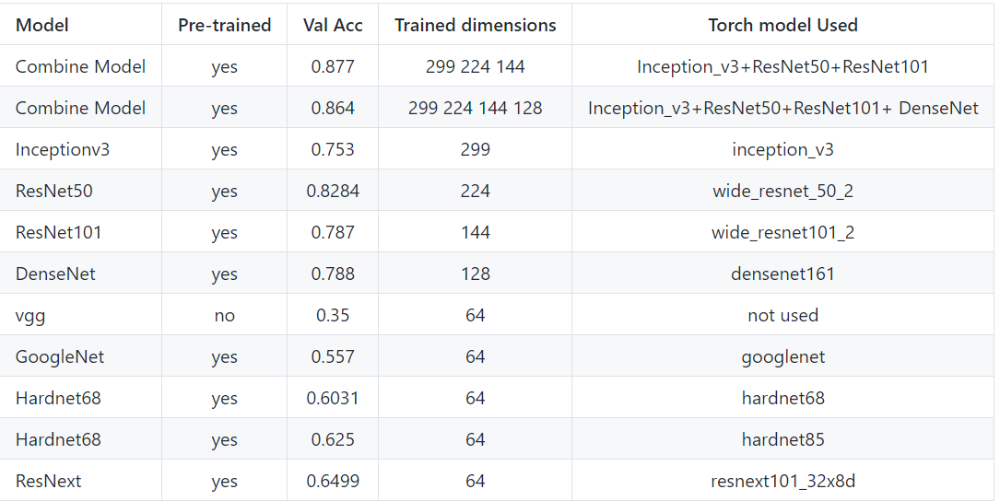 Model Pre-trained Val Acc Trained dimensions Torch model Used
Combine Model yes 0.877 299 224 144 Inception_v3+ResNet50+ResNet101
Combine Model yes 0.864 299 224 144 128 Inception_v3+ResNet50+ResNet101+ DenseNet
Inceptionv3 yes 0.753 299 inception_v3
ResNet50 yes 0.8284 224 wide_resnet_50_2
ResNet101 yes 0.787 144 wide_resnet101_2
DenseNet yes 0.788 128 densenet161
vgg no 0.35 64 not used
GoogleNet yes 0.557 64 googlenet
Hardnet68 yes 0.6031 64 hardnet68
Hardnet68 yes 0.625 64 hardnet85
ResNext yes 0.6499 64 resnext101_32x8d